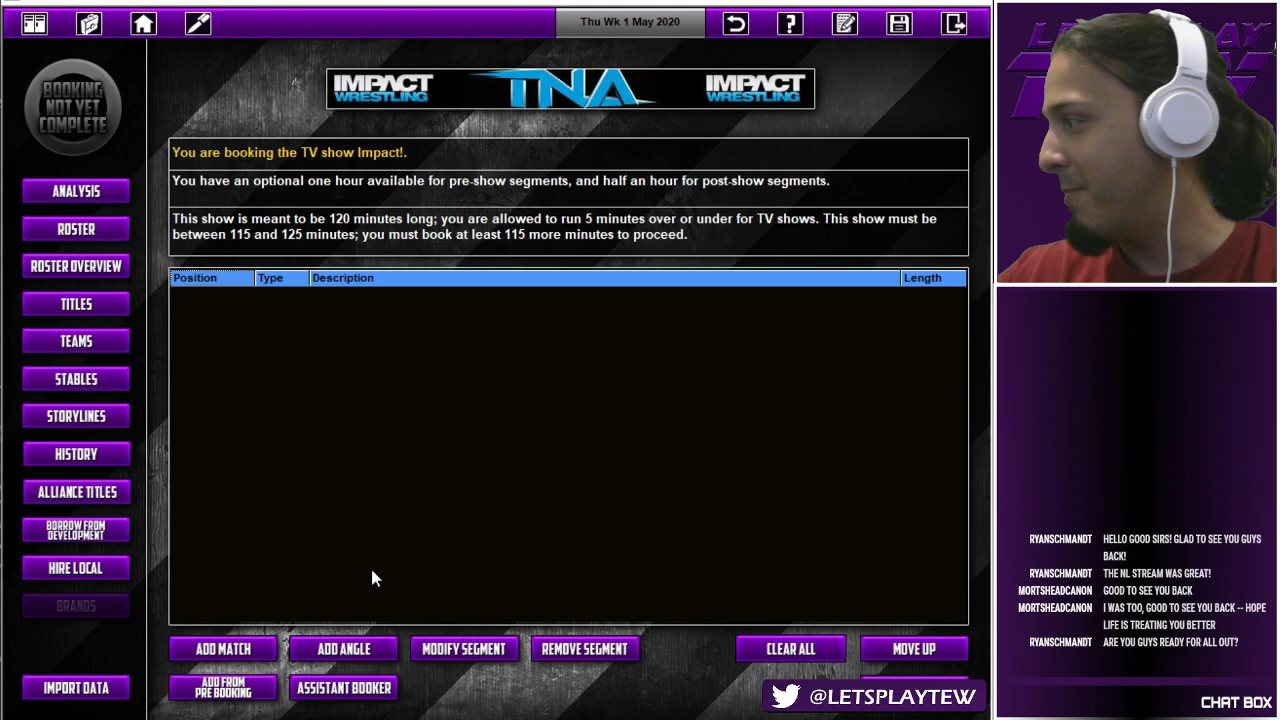 Thu Wk 1 May 2020
BOOKING
NOT YET
COMPLETE
IMPACT
WRESTLING
TNA
IMPACT
WRESTLING
You are booking the TV show Impact!.
You have an optional one hour available for pre-show segments, and half an hour for post-show segments.
This show is meant to be 120 minutes long; you are allowed to run 5 minutes over or under for TV shows. This show must be
between 115 and 125 minutes; you must book at least 115 more minutes to proceed.
Position Type Description Length
ANALYSIS
ROSTER
ROSTER OVERVIEW
TITLES
TEAMS
STABLES
STORYLINES
HISTORY
ALLIANCE TITLES
BORROW FROM
DEVELOPMENT
HIRE LOCAL
BRANDS
IMPORT DATA
ADD MATCH
ADD ANGLE
MODIFY SEGMENT
REMOVE SEGMENT
CLEAR ALL
MOVE UP
ADD FROM
PRE BOOKING
ASSISTANT BOOKER
@LETSPLAYTEW
RYANSCHMANDT HELLO GOOD SIRS! GLAD TO SEE YOU GUYS
BACK!
RYANSCHMANDT THE NL STREAM WAS GREAT!
MORTSHEADCANON GOOD TO SEE YOU BACK
MORTSHEADCANON I WAS TOO, GOOD TO SEE YOU BACK -- HOPE
LIFE IS TREATING YOU BETTER
RYANSCHMANDT ARE YOU GUYS READY FOR ALL OUT?
CHAT BOX